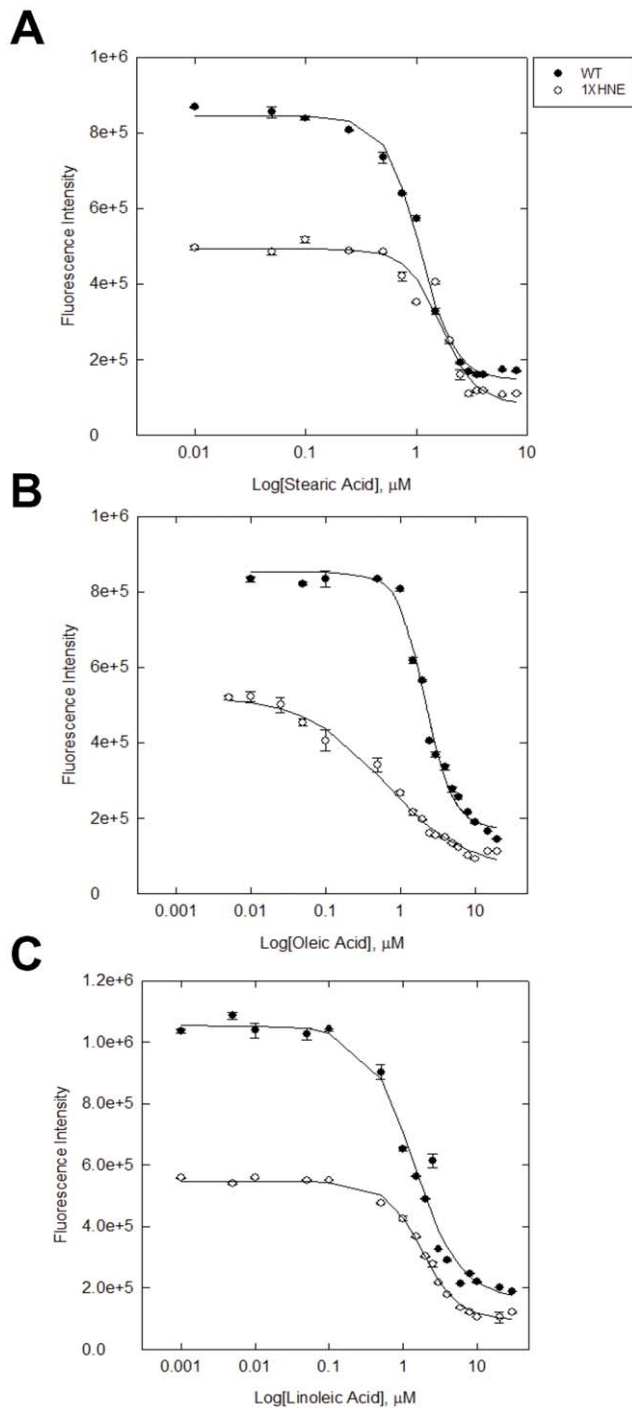 A
1e+6
8e+5
6e+5
4e+5
2e+5
0
Fluorescence Intensity
0.01 0.1 1 10
Log[Stearic Acid], μM
WT
1XHNE
B
1e+6
8e+5
6e+5
4e+5
2e+5
0
Fluorescence Intensity
0.001 0.01 0.1 1 10
Log[Oleic Acid], μM
C
1.2e+6
1.0e+6
8.0e+5
6.0e+5
4.0e+5
2.0e+5
0.0
Fluorescence Intensity
0.001 0.01 0.1 1 10
Log[Linoleic Acid], μM